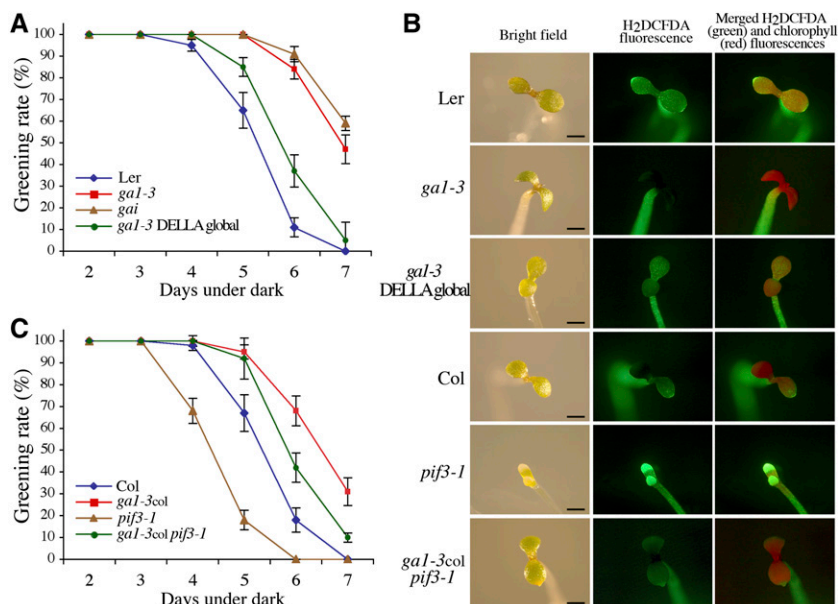 A
Greening rate (%)
100
90
80
70
60
50
40
30
20
10
0
Ler
ga1-3
gai
ga1-3 DELLA global
2 3 4 5 6 7
Days under dark
C
Greening rate (%)
100
90
80
70
60
50
40
30
20
10
0
Col
ga1-3col
pif3-1
ga1-3col pif3-1
2 3 4 5 6 7
Days under dark
B
Bright field
H2DCFDA
fluorescence
Merged H2DCFDA
(green) and chlorophyll
(red) fluorescences
Ler
ga1-3
ga1-3
DELLA global
Col
pif3-1
ga1-3col
pif3-1